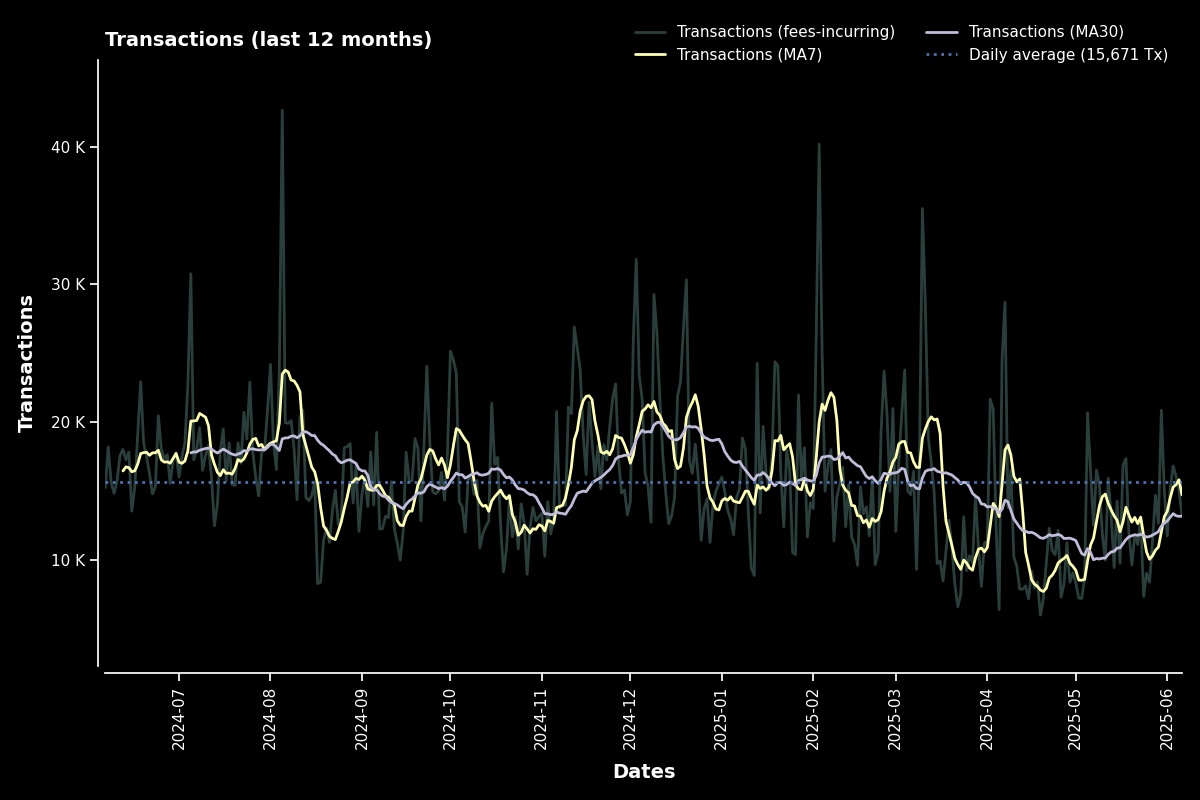 Transactions (last 12 months)
Transactions (fees-incurring)
Transactions (MA7)
Transactions (MA30)
Daily average (15,671 Tx)
Transactions
40 K
30 K
20 K
10 K
2024-07
2024-08
2024-09
2024-10
2024-11
2024-12
2025-01
2025-02
2025-03
2025-04
2025-05
2025-06
Dates